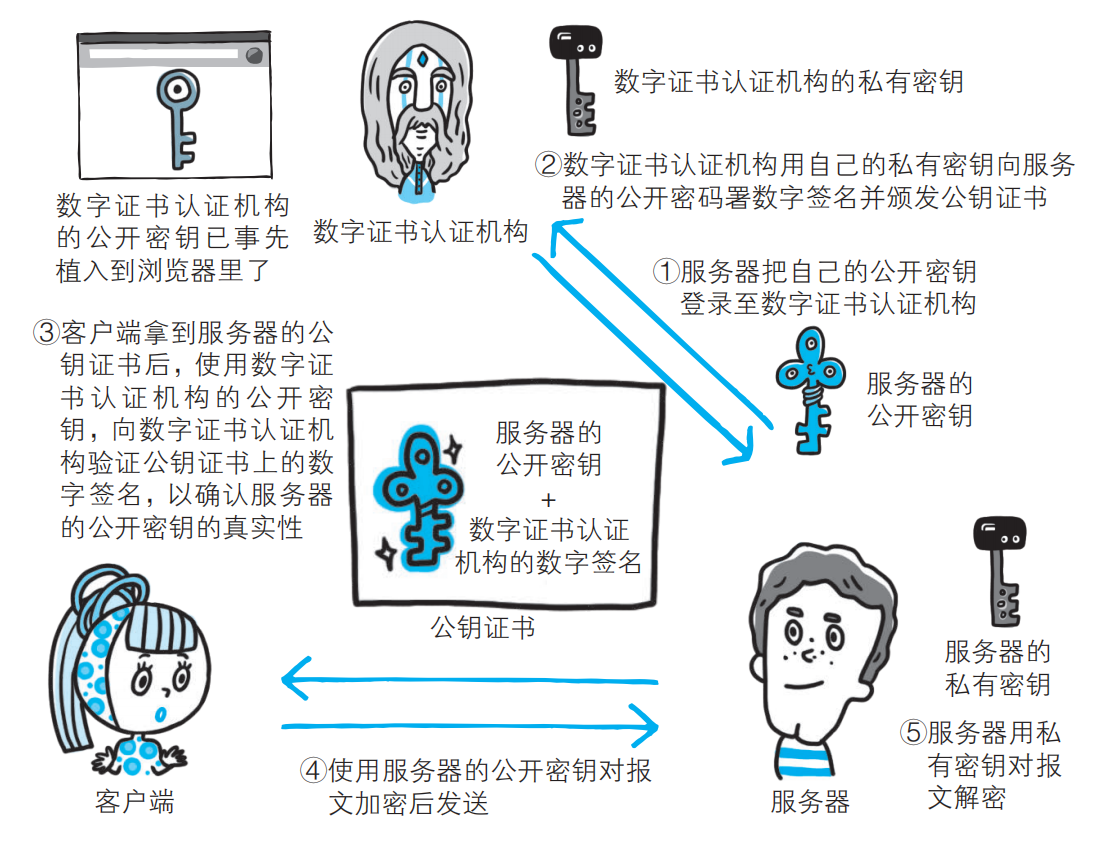 数字证书认证机构的私有密钥
②数字证书认证机构用自己的私有密钥向服务
器的公开密码署数字签名并颁发公钥证书
数字证书认证机构
的公开密钥已事先
植入到浏览器里了
数字证书认证机构
①服务器把自己的公开密钥
登录至数字证书认证机构
③客户端拿到服务器的公
钥证书后，使用数字证
书认证机构的公开密
钥，向数字证书认证机
构验证公钥证书上的数
字签名，以确认服务器
的公开密钥的真实性
服务器的
公开密钥
服务器的
公开密钥
+
数字证书认证
机构的数字签名
公钥证书
服务器的
私有密钥
⑤服务器用私
有密钥对报
文解密
④使用服务器的公开密钥对报
文加密后发送
客户端
服务器